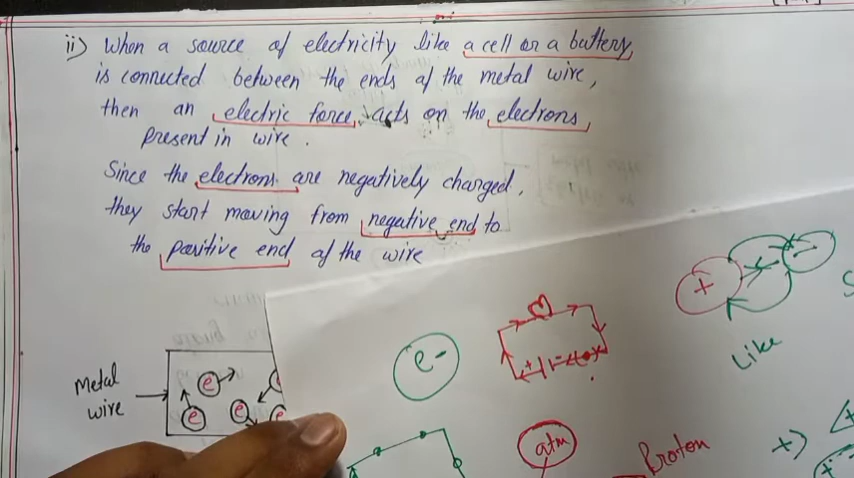 ii) When a source of electricity like a cell or a battery,
is connected between the ends of the metal wire,
then an electric force acts on the electrons,
present in wire.
Since the electrons are negatively charged,
they start moving from negative end to
the positive end of the wire
Metal
wire
e
e
e
e
e-
+
-
Like
atm
Broton
+)